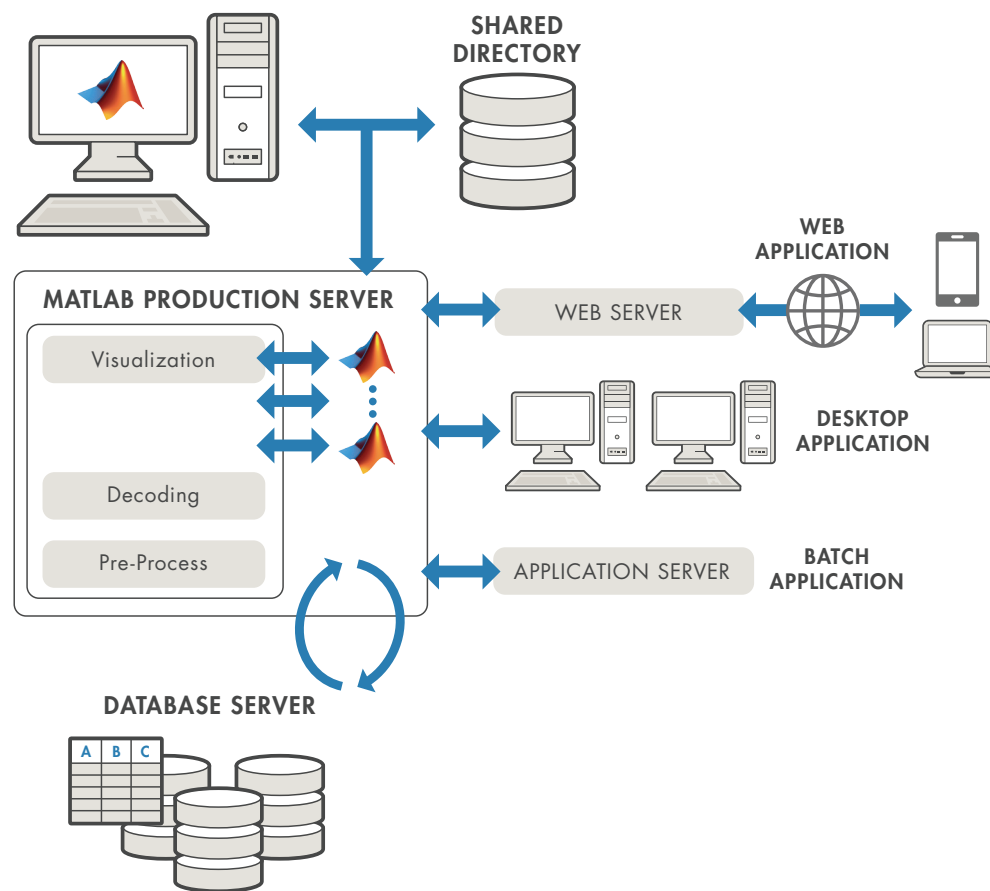 SHARED
DIRECTORY
WEB
APPLICATION
MATLAB PRODUCTION SERVER
WEB SERVER
Visualization
DESKTOP
APPLICATION
Decoding
Pre-Process
APPLICATION SERVER
BATCH
APPLICATION
DATABASE SERVER
A B C